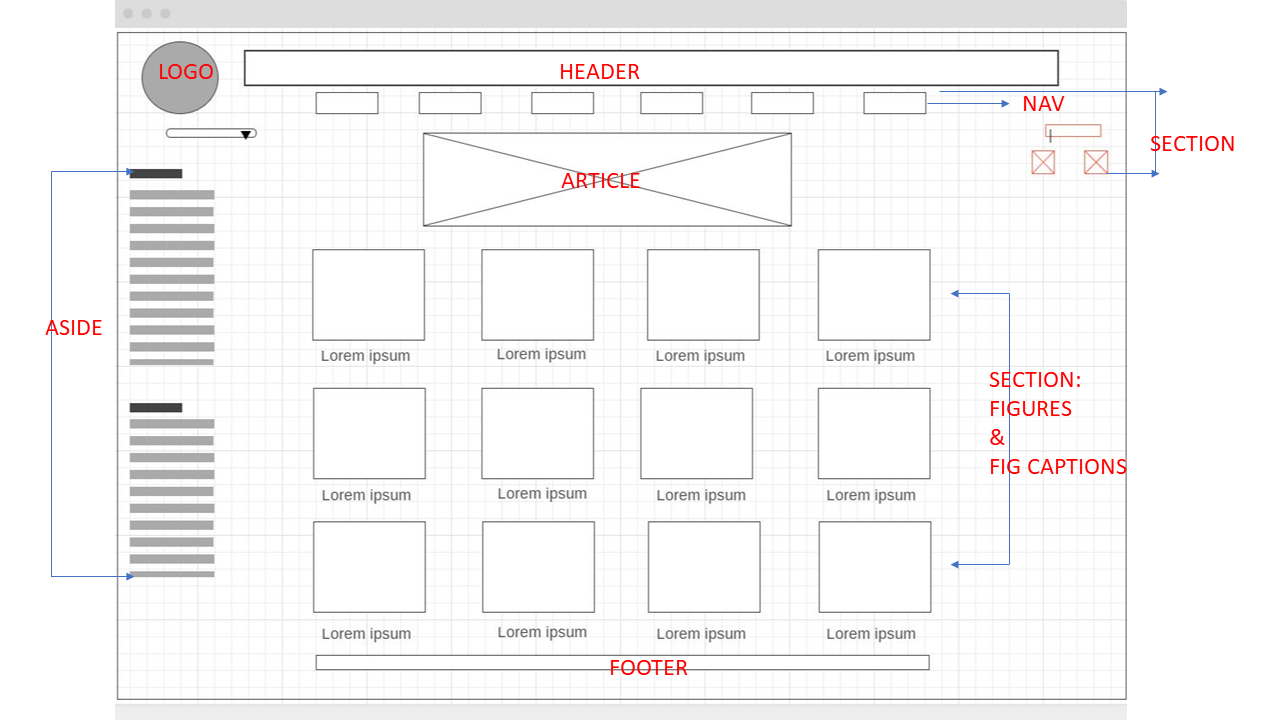 LOGO
HEADER
NAV
SECTION
ARTICLE
ASIDE
Lorem ipsum
Lorem ipsum
Lorem ipsum
Lorem ipsum
SECTION:
FIGURES
&
FIG CAPTIONS
Lorem ipsum
Lorem ipsum
Lorem ipsum
Lorem ipsum
Lorem ipsum
Lorem ipsum
Lorem ipsum
Lorem ipsum
FOOTER